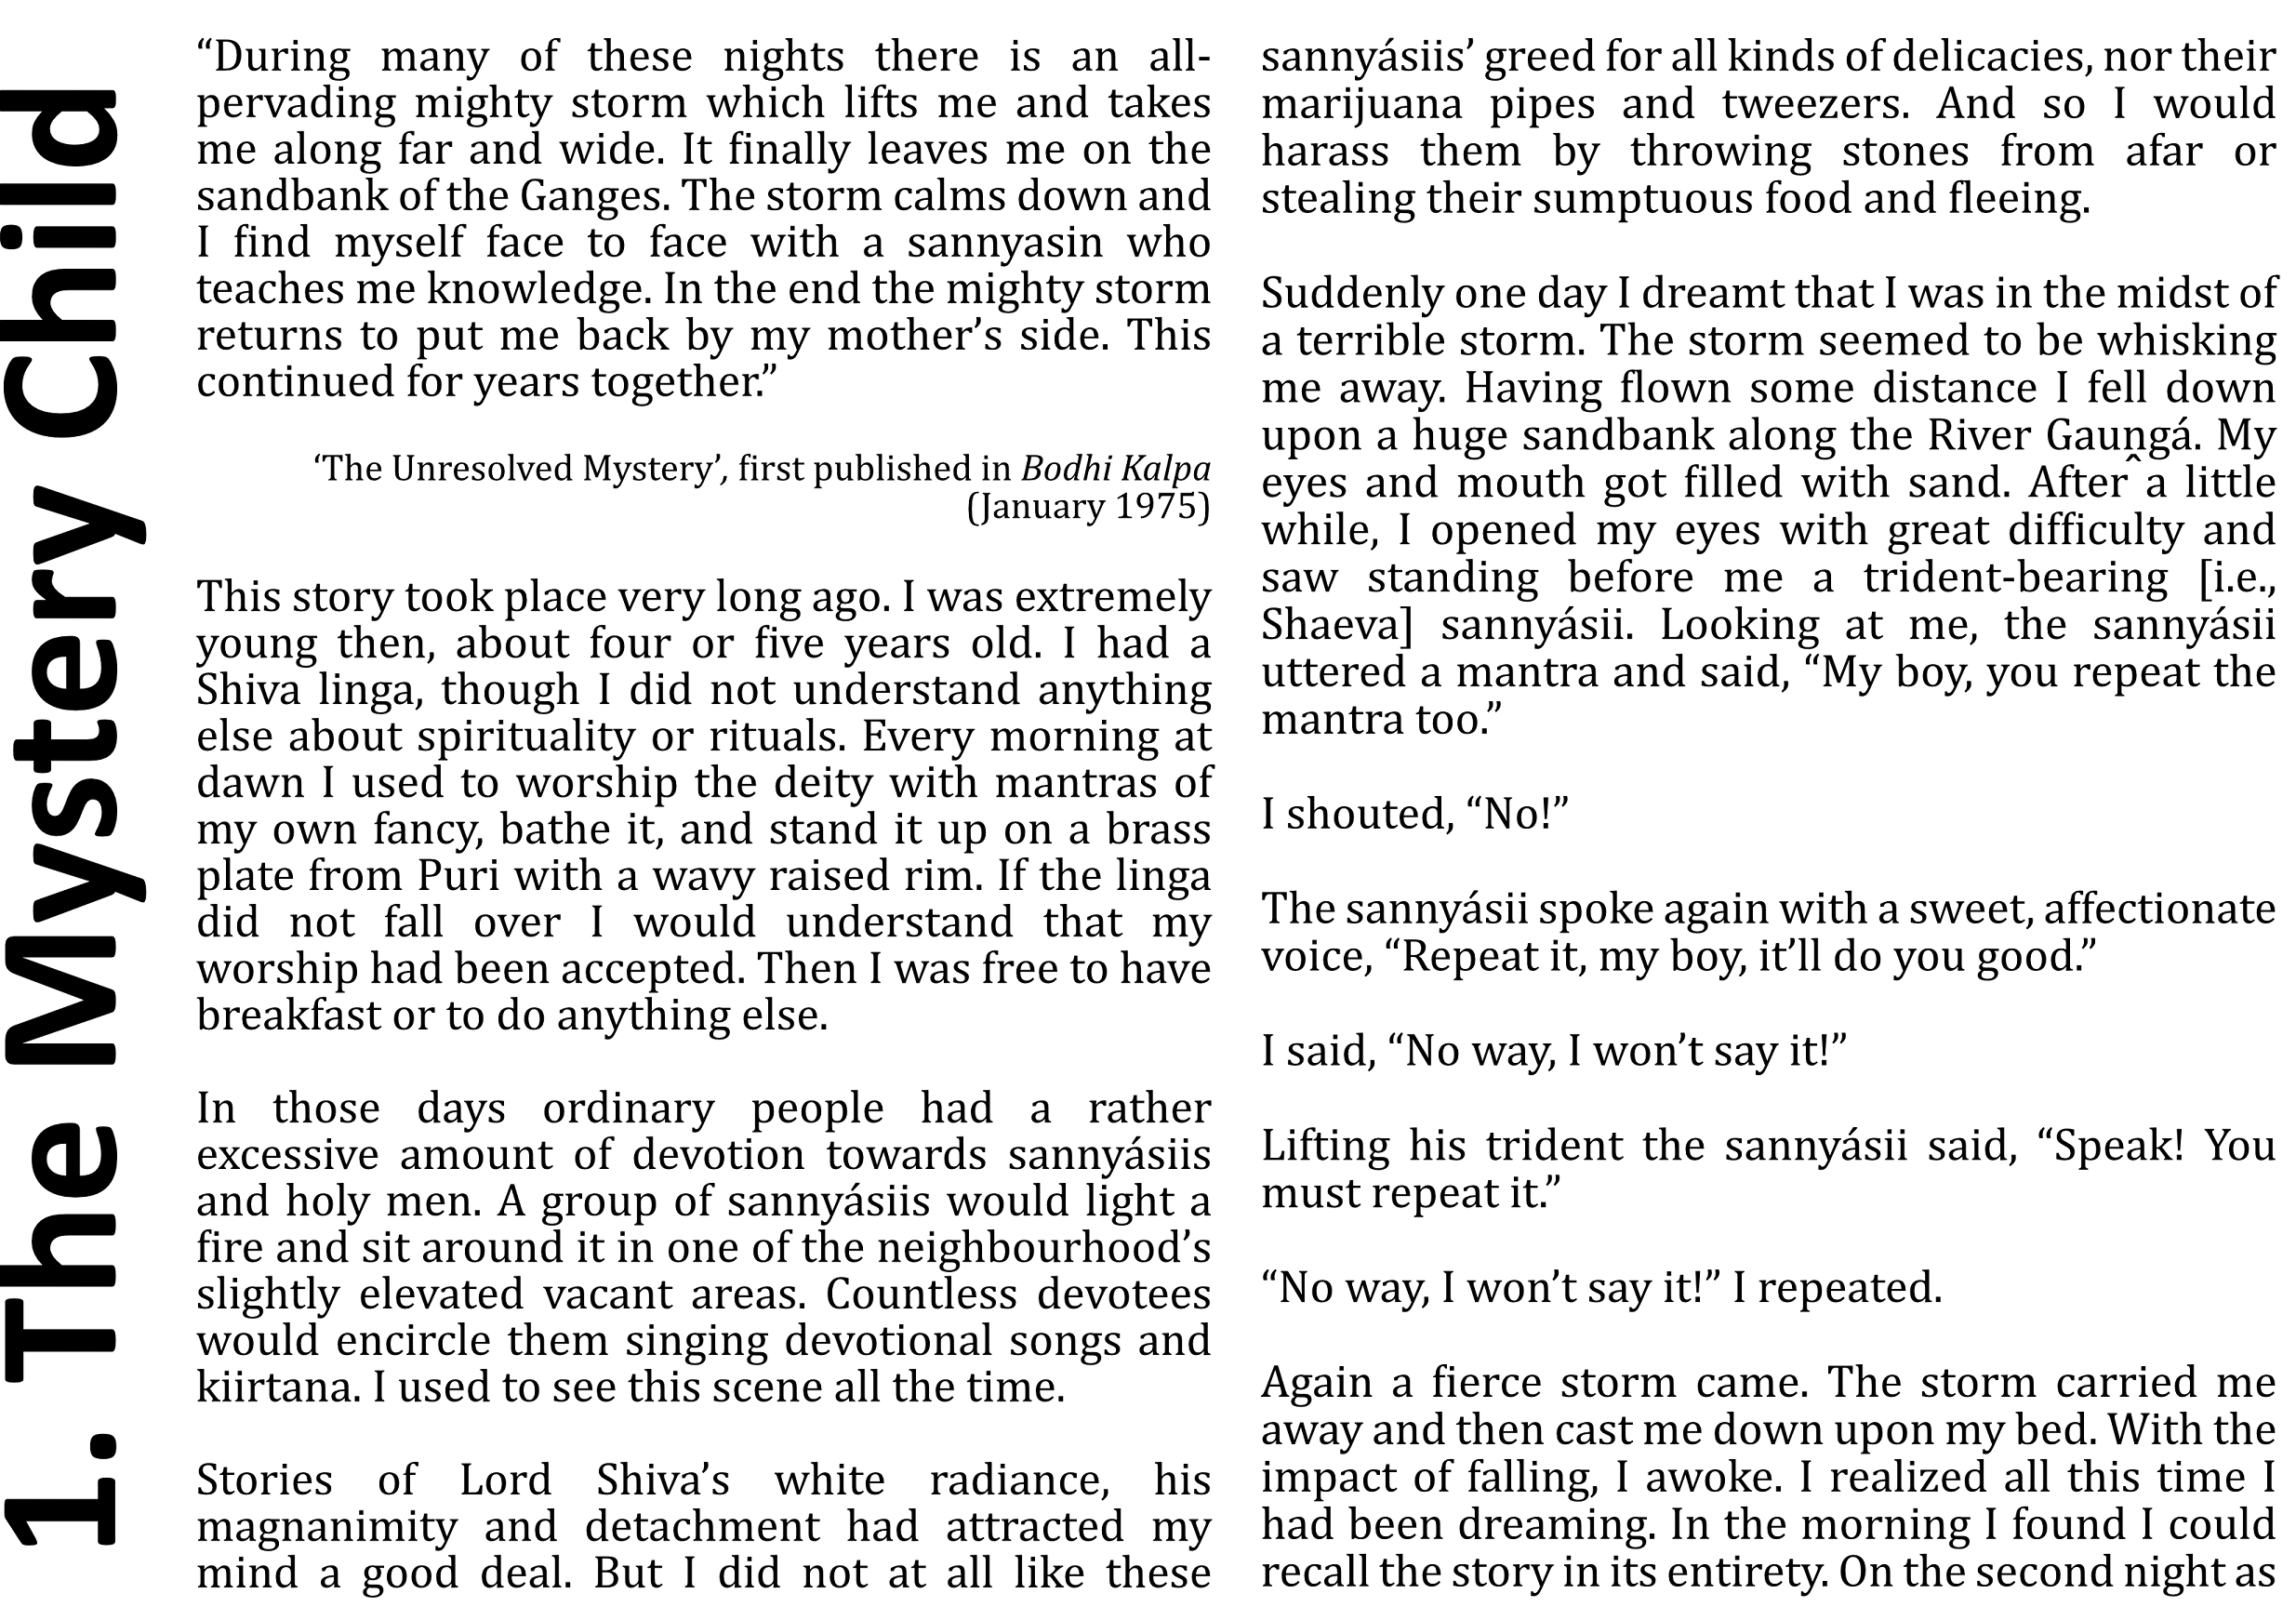 1. The Mystery Child
“During many of these nights there is an all-
pervading mighty storm which lifts me and takes
me along far and wide. It finally leaves me on the
sandbank of the Ganges. The storm calms down and
I find myself face to face with a sannyasin who
teaches me knowledge. In the end the mighty storm
returns to put me back by my mother’s side. This
continued for years together.”
‘The Unresolved Mystery’, first published in Bodhi Kalpa
(January 1975)
This story took place very long ago. I was extremely
young then, about four or five years old. I had a
Shiva linga, though I did not understand anything
else about spirituality or rituals. Every morning at
dawn I used to worship the deity with mantras of
my own fancy, bathe it, and stand it up on a brass
plate from Puri with a wavy raised rim. If the linga
did not fall over I would understand that my
worship had been accepted. Then I was free to have
breakfast or to do anything else.
In those days ordinary people had a rather
excessive amount of devotion towards sannyásiis
and holy men. A group of sannyásiis would light a
fire and sit around it in one of the neighbourhood’s
slightly elevated vacant areas. Countless devotees
would encircle them singing devotional songs and
kiirtana. I used to see this scene all the time.
Stories of Lord Shiva’s white radiance, his
magnanimity and detachment had attracted my
mind a good deal. But I did not at all like these
sannyásiis’ greed for all kinds of delicacies, nor their
marijuana pipes and tweezers. And so I would
harass them by throwing stones from afar or
stealing their sumptuous food and fleeing.
Suddenly one day I dreamt that I was in the midst of
a terrible storm. The storm seemed to be whisking
me away. Having flown some distance I fell down
upon a huge sandbank along the River Gauṋgá. My
eyes and mouth got filled with sand. After a little
while, I opened my eyes with great difficulty and
saw standing before me a trident-bearing [i.e.,
Shaeva] sannyásii. Looking at me, the sannyásii
uttered a mantra and said, “My boy, you repeat the
mantra too.”
I shouted, “No!”
The sannyásii spoke again with a sweet, affectionate
voice, “Repeat it, my boy, it’ll do you good.”
I said, “No way, I won’t say it!”
Lifting his trident the sannyásii said, “Speak! You
must repeat it.”
“No way, I won’t say it!” I repeated.
Again a fierce storm came. The storm carried me
away and then cast me down upon my bed. With the
impact of falling, I awoke. I realized all this time I
had been dreaming. In the morning I found I could
recall the story in its entirety. On the second night as